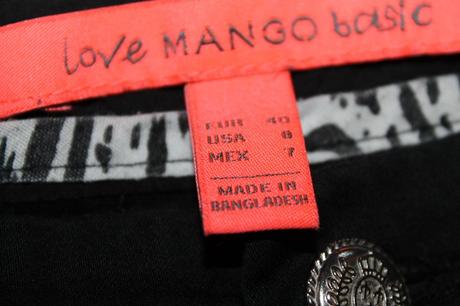 love MANGO basic
EUR 40
USA 8
MEX 7
MADE IN
BANGLADESH